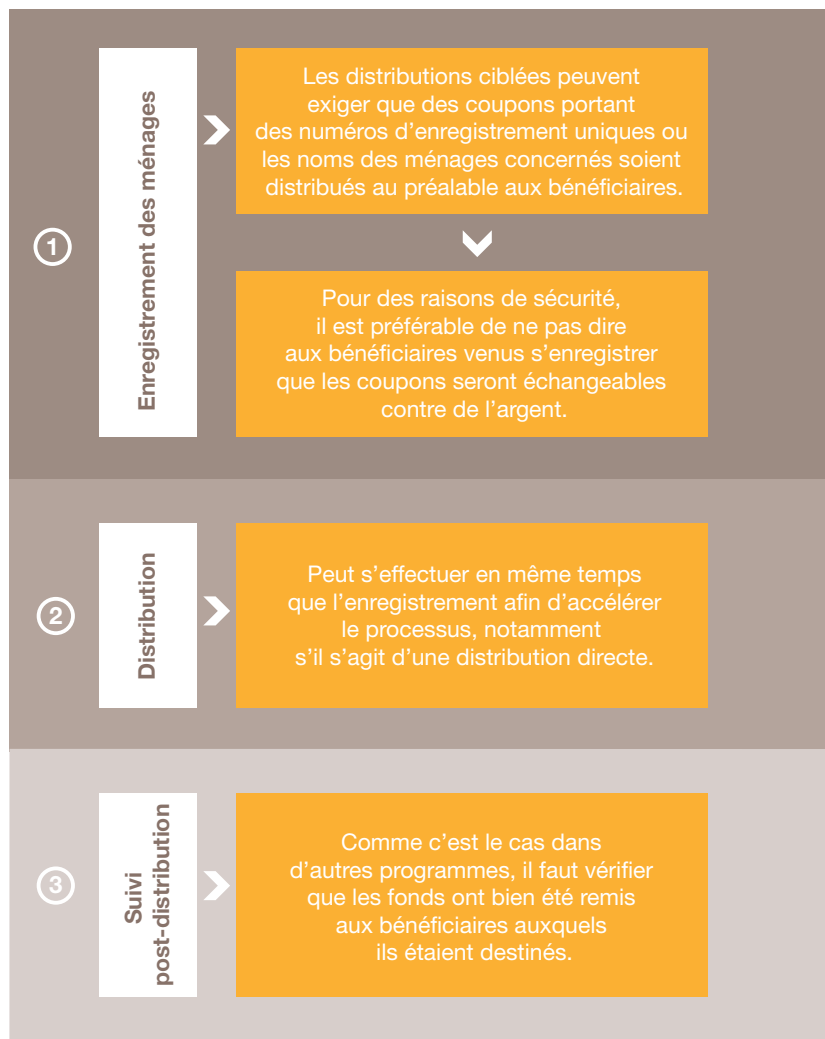 1
Enregistrement des ménages
Les distributions ciblées peuvent
exiger que des coupons portant
des numéros d’enregistrement uniques ou
les noms des ménages concernés soient
distribués au préalable aux bénéficiaires.
Pour des raisons de sécurité,
il est préférable de ne pas dire
aux bénéficiaires venus s’enregistrer
que les coupons seront échangeables
contre de l’argent.
2
Distribution
Peut s’effectuer en même temps
que l’enregistrement afin d’accélérer
le processus, notamment
s’il s’agit d’une distribution directe.
3
Suivi
post-distribution
Comme c’est le cas dans
d’autres programmes, il faut vérifier
que les fonds ont bien été remis
aux bénéficiaires auxquels
ils étaient destinés.